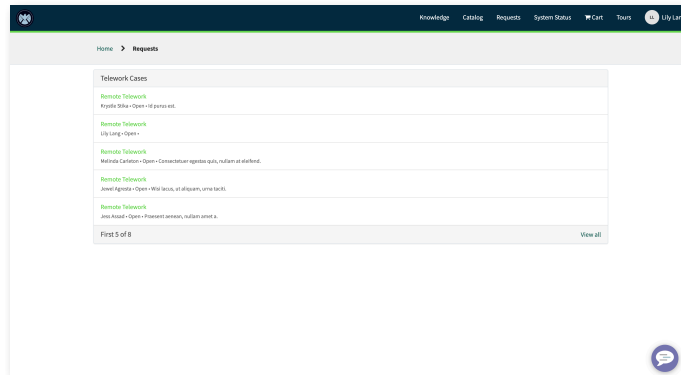 Knowledge Catalog Requests System Status Cart Tours LL Lily Lan
Home > Requests
Telework Cases
Remote Telework
Krystle Stika • Open • Id purus est.
Remote Telework
Lily Lang • Open •
Remote Telework
Melinda Carleton • Open • Consectetuer egestas quis, nullam at eleifend.
Remote Telework
Jewel Agresta • Open • Wisi lacus, ut aliquam, urna taciti.
Remote Telework
Jess Assad • Open • Praesent aenean, nullam amet a.
First 5 of 8 View all